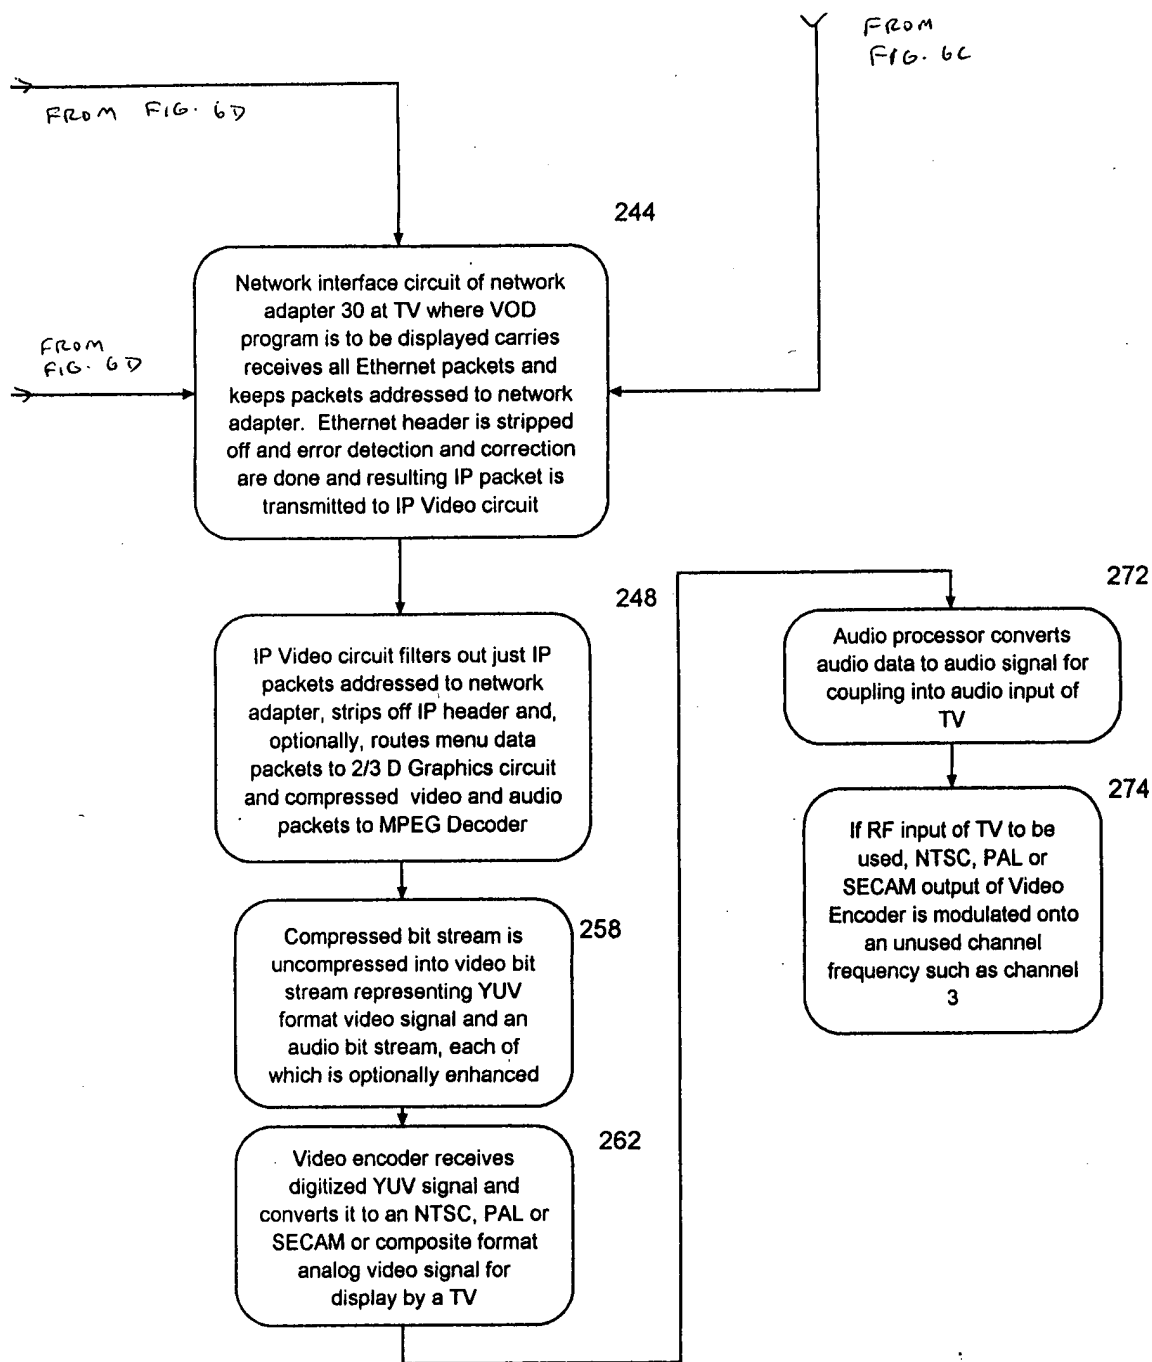 FROM
FIG. 6C
FROM FIG. 6D
244
Network interface circuit of network
adapter 30 at TV where VOD
program is to be displayed carries
receives all Ethernet packets and
keeps packets addressed to network
adapter. Ethernet header is stripped
off and error detection and correction
are done and resulting IP packet is
transmitted to IP Video circuit
FROM
FIG. 6D
248
IP Video circuit filters out just IP
packets addressed to network
adapter, strips off IP header and,
optionally, routes menu data
packets to 2/3 D Graphics circuit
and compressed video and audio
packets to MPEG Decoder
258
Compressed bit stream is
uncompressed into video bit
stream representing YUV
format video signal and an
audio bit stream, each of
which is optionally enhanced
262
Video encoder receives
digitized YUV signal and
converts it to an NTSC, PAL or
SECAM or composite format
analog video signal for
display by a TV
272
Audio processor converts
audio data to audio signal for
coupling into audio input of
TV
274
If RF input of TV to be
used, NTSC, PAL or
SECAM output of Video
Encoder is modulated onto
an unused channel
frequency such as channel
3